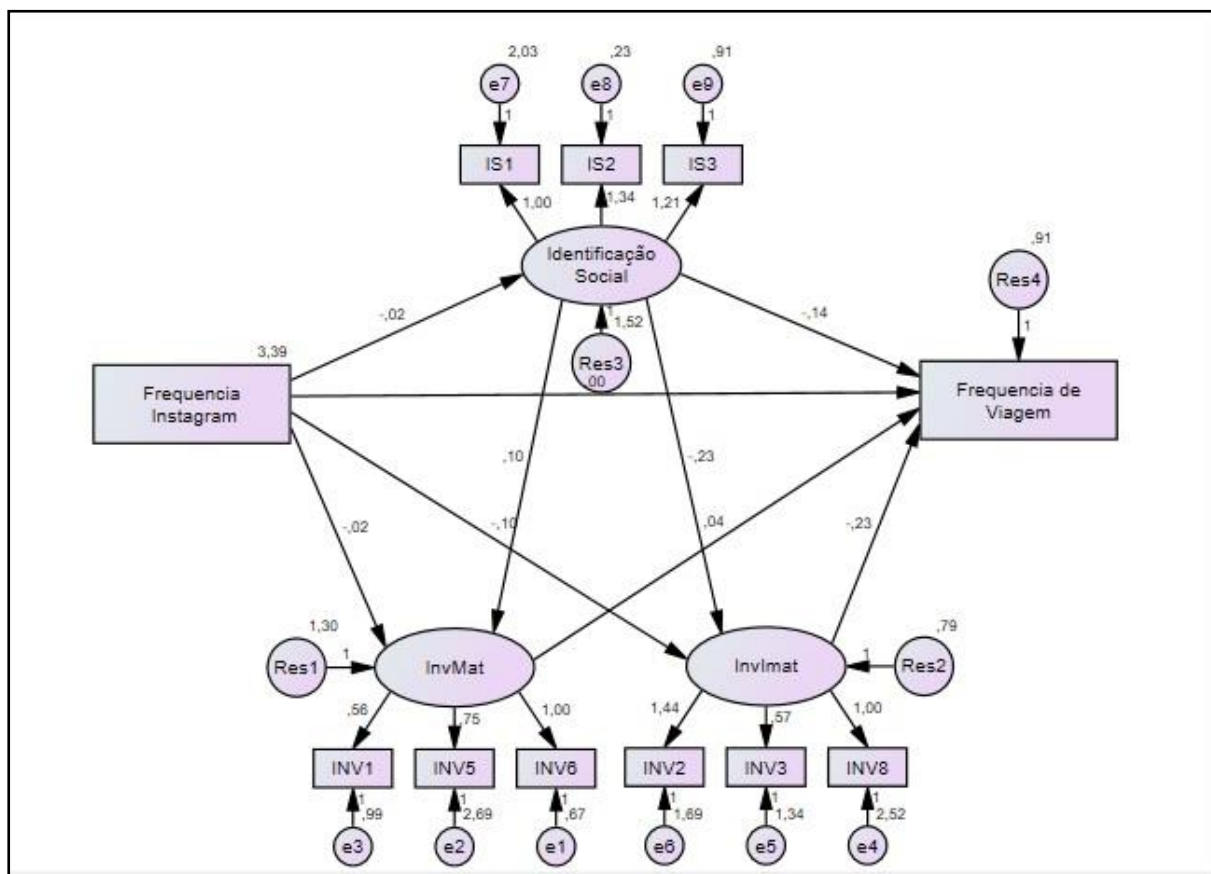 2,03
,23
,91
e7
e8
e9
1
1
1
IS1
IS2
IS3
1,00
1,34
1,21
Identificação
Social
,91
Res4
1
-,02
-,14
1
1,52
Res3
3,39
,00
Frequencia
Instagram
Frequencia de
Viagem
,10
-,23
-,02
-,10
,04
-,23
1,30
Res1
1
InvMat
InvImat
1
,79
Res2
,56
,75
1,00
1,44
,57
1,00
INV1
INV5
INV6
INV2
INV3
INV8
1
1
1
1
1
1
,99
2,69
,67
1,69
1,34
2,52
e3
e2
e1
e6
e5
e4